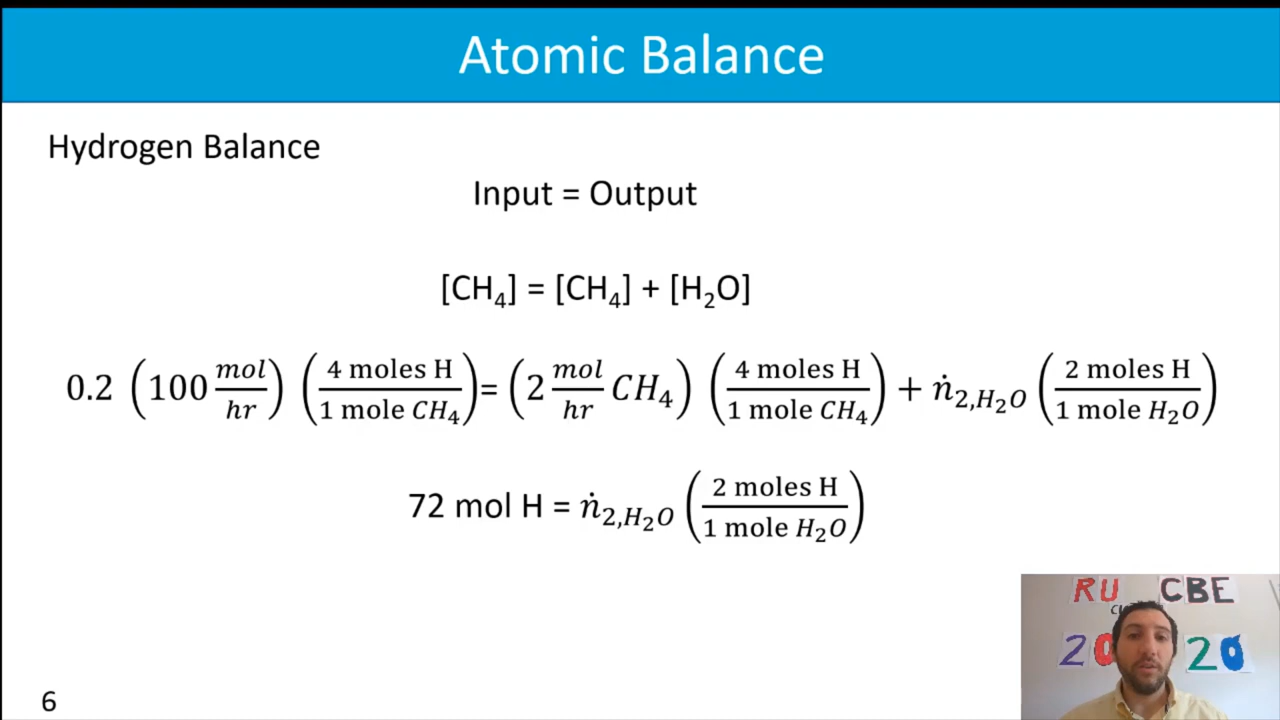 Atomic Balance
Hydrogen Balance
Input = Output
[CH₄] = [CH₄] + [H₂O]
0.2 (100 mol/hr) (4 moles H / 1 mole CH₄) = (2 mol/hr CH₄) (4 moles H / 1 mole CH₄) + ṅ₂,H₂O (2 moles H / 1 mole H₂O)
72 mol H = ṅ₂,H₂O (2 moles H / 1 mole H₂O)
RU CBE
20 20
6